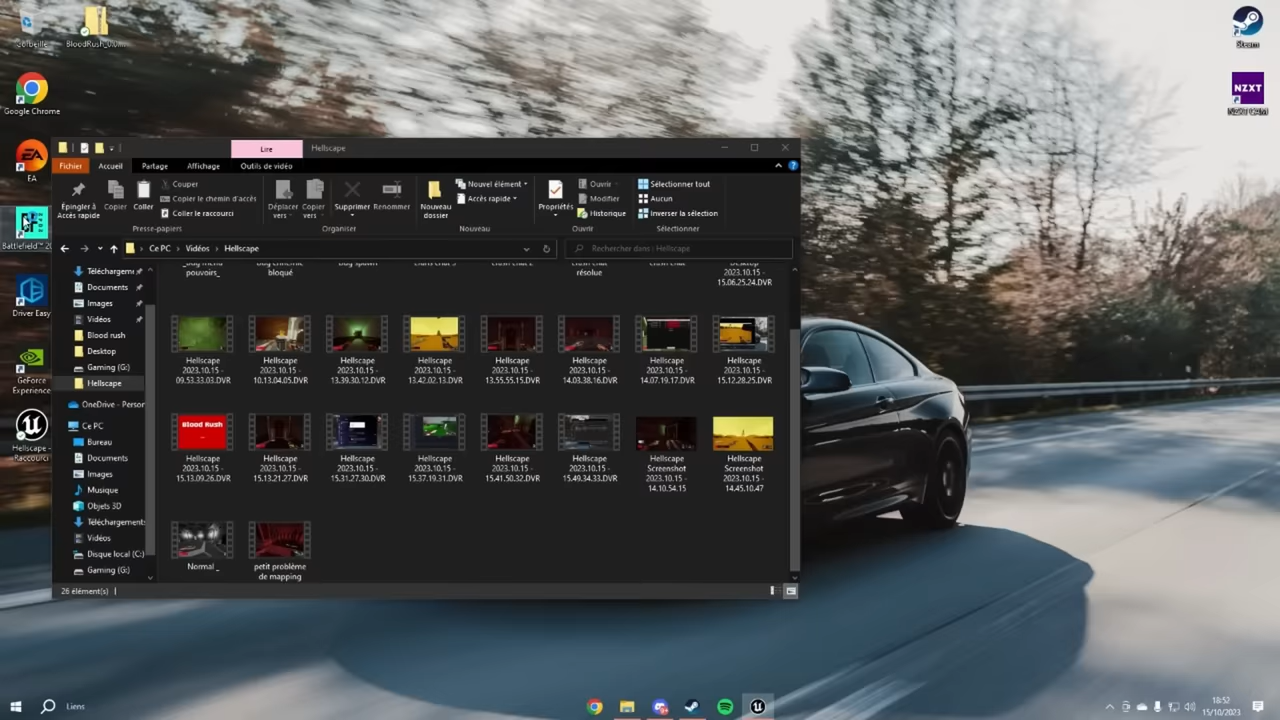 Corbeille
BloodRush_0.0...
Steam
Google Chrome
NZXT CAM
NZXT
EA
Battlefield™ 20
Driver Easy
GeForce
Experience
Hellscape -
Raccourci
Lire
Hellscape
Fichier
Accueil
Partage
Affichage
Outils de vidéo
Épingler à
Accès rapide
Copier
Coller
Couper
Copier le chemin d'accès
Coller le raccourci
Presse-papiers
Déplacer
vers
Copier
vers
Supprimer
Renommer
Organiser
Nouveau
dossier
Nouvel élément
Accès rapide
Nouveau
Propriétés
Ouvrir
Modifier
Historique
Ouvrir
Sélectionner tout
Aucun
Inverser la sélection
Sélectionner
Ce PC
Vidéos
Hellscape
Rechercher dans : Hellscape
Téléchargem
Documents
Images
Vidéos
Blood rush
Desktop
Gaming (G:)
Hellscape
OneDrive - Person
Ce PC
Bureau
Documents
Images
Musique
Objets 3D
Téléchargements
Vidéos
Disque local (C:)
Gaming (G:)
pouvoirs_
bloqué
résolue
Desktop
2023.10.15 -
15.06.25.24.DVR
Hellscape
2023.10.15 -
09.53.33.03.DVR
Hellscape
2023.10.15 -
10.13.04.05.DVR
Hellscape
2023.10.15 -
13.39.30.12.DVR
Hellscape
2023.10.15 -
13.42.02.13.DVR
Hellscape
2023.10.15 -
13.55.55.15.DVR
Hellscape
2023.10.15 -
14.03.38.16.DVR
Hellscape
2023.10.15 -
14.07.19.17.DVR
Hellscape
2023.10.15 -
15.12.28.25.DVR
Blood Rush
Hellscape
2023.10.15 -
15.13.09.26.DVR
Hellscape
2023.10.15 -
15.13.21.27.DVR
Hellscape
2023.10.15 -
15.31.27.30.DVR
Hellscape
2023.10.15 -
15.37.19.31.DVR
Hellscape
2023.10.15 -
15.41.50.32.DVR
Hellscape
2023.10.15 -
15.49.34.33.DVR
Hellscape
Screenshot
2023.10.15 -
14.10.54.15
Hellscape
Screenshot
2023.10.15 -
14.45.10.47
Normal _
petit problème
de mapping
26 élément(s)
Liens
18:52
15/10/2023